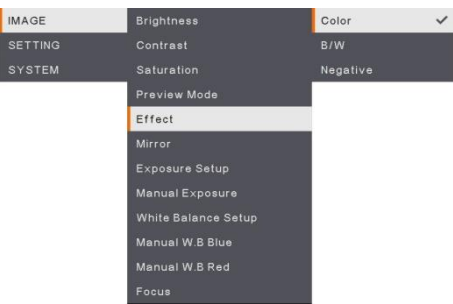 IMAGE
SETTING
SYSTEM
Brightness
Contrast
Saturation
Preview Mode
Effect
Mirror
Exposure Setup
Manual Exposure
White Balance Setup
Manual W.B Blue
Manual W.B Red
Focus
Color ✓
B/W
Negative